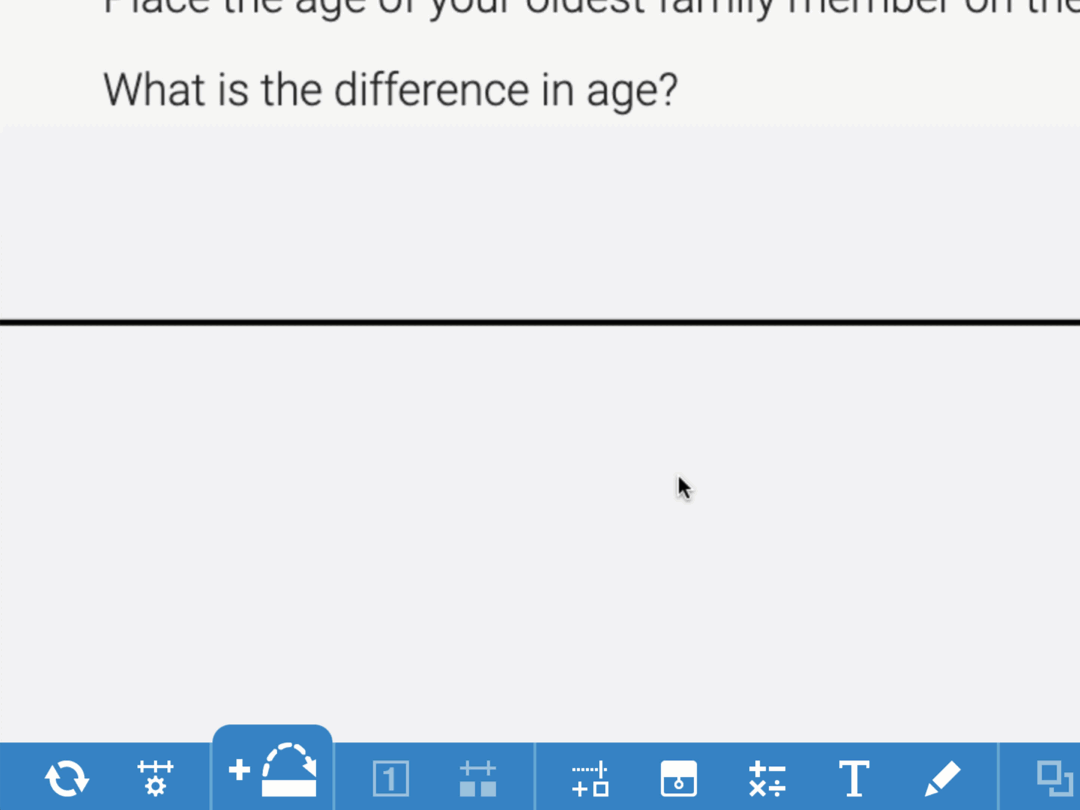 Place the age of your oldest family member on the
What is the difference in age?
1
T